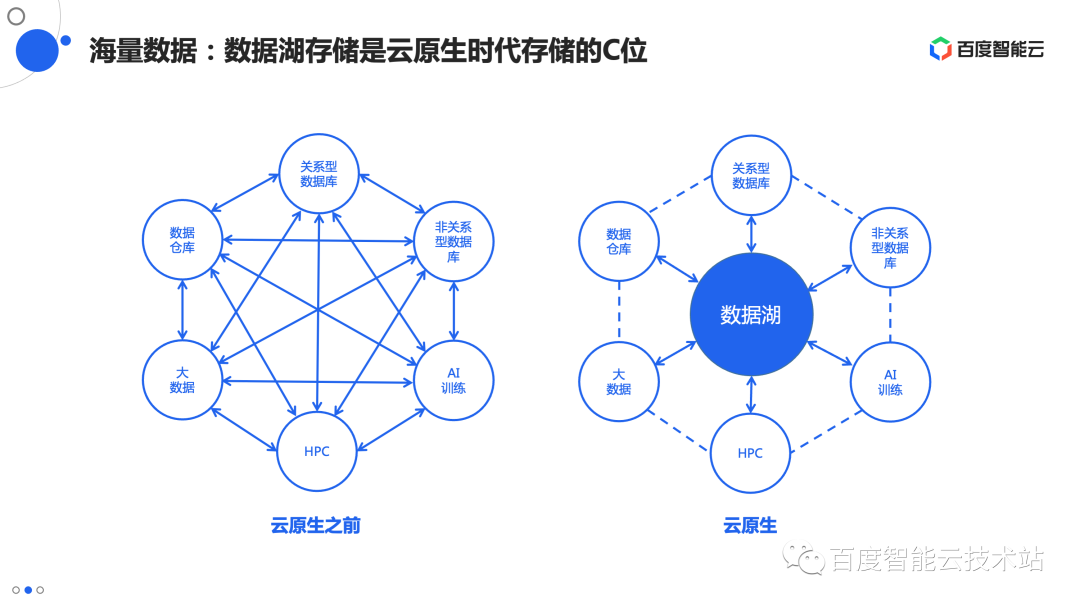 海量数据：数据湖存储是云原生时代存储的C位
百度智能云
关系型
数据库
数据
仓库
非关系
型数据
库
大
数据
AI
训练
HPC
云原生之前
关系型
数据库
数据
仓库
非关系
型数据
库
数据湖
大
数据
AI
训练
HPC
云原生
百度智能云技术站